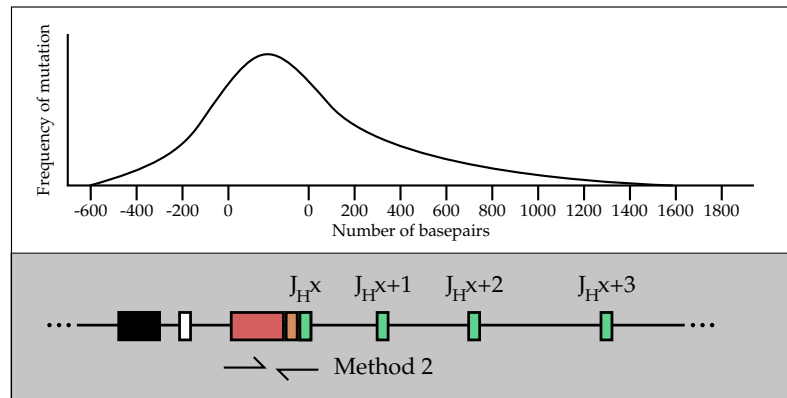 Frequency of mutation
-600 -400 -200 0 0 200 400 600 800 1000 1200 1400 1600 1800
Number of basepairs
JHx JHx+1 JHx+2 JHx+3
Method 2